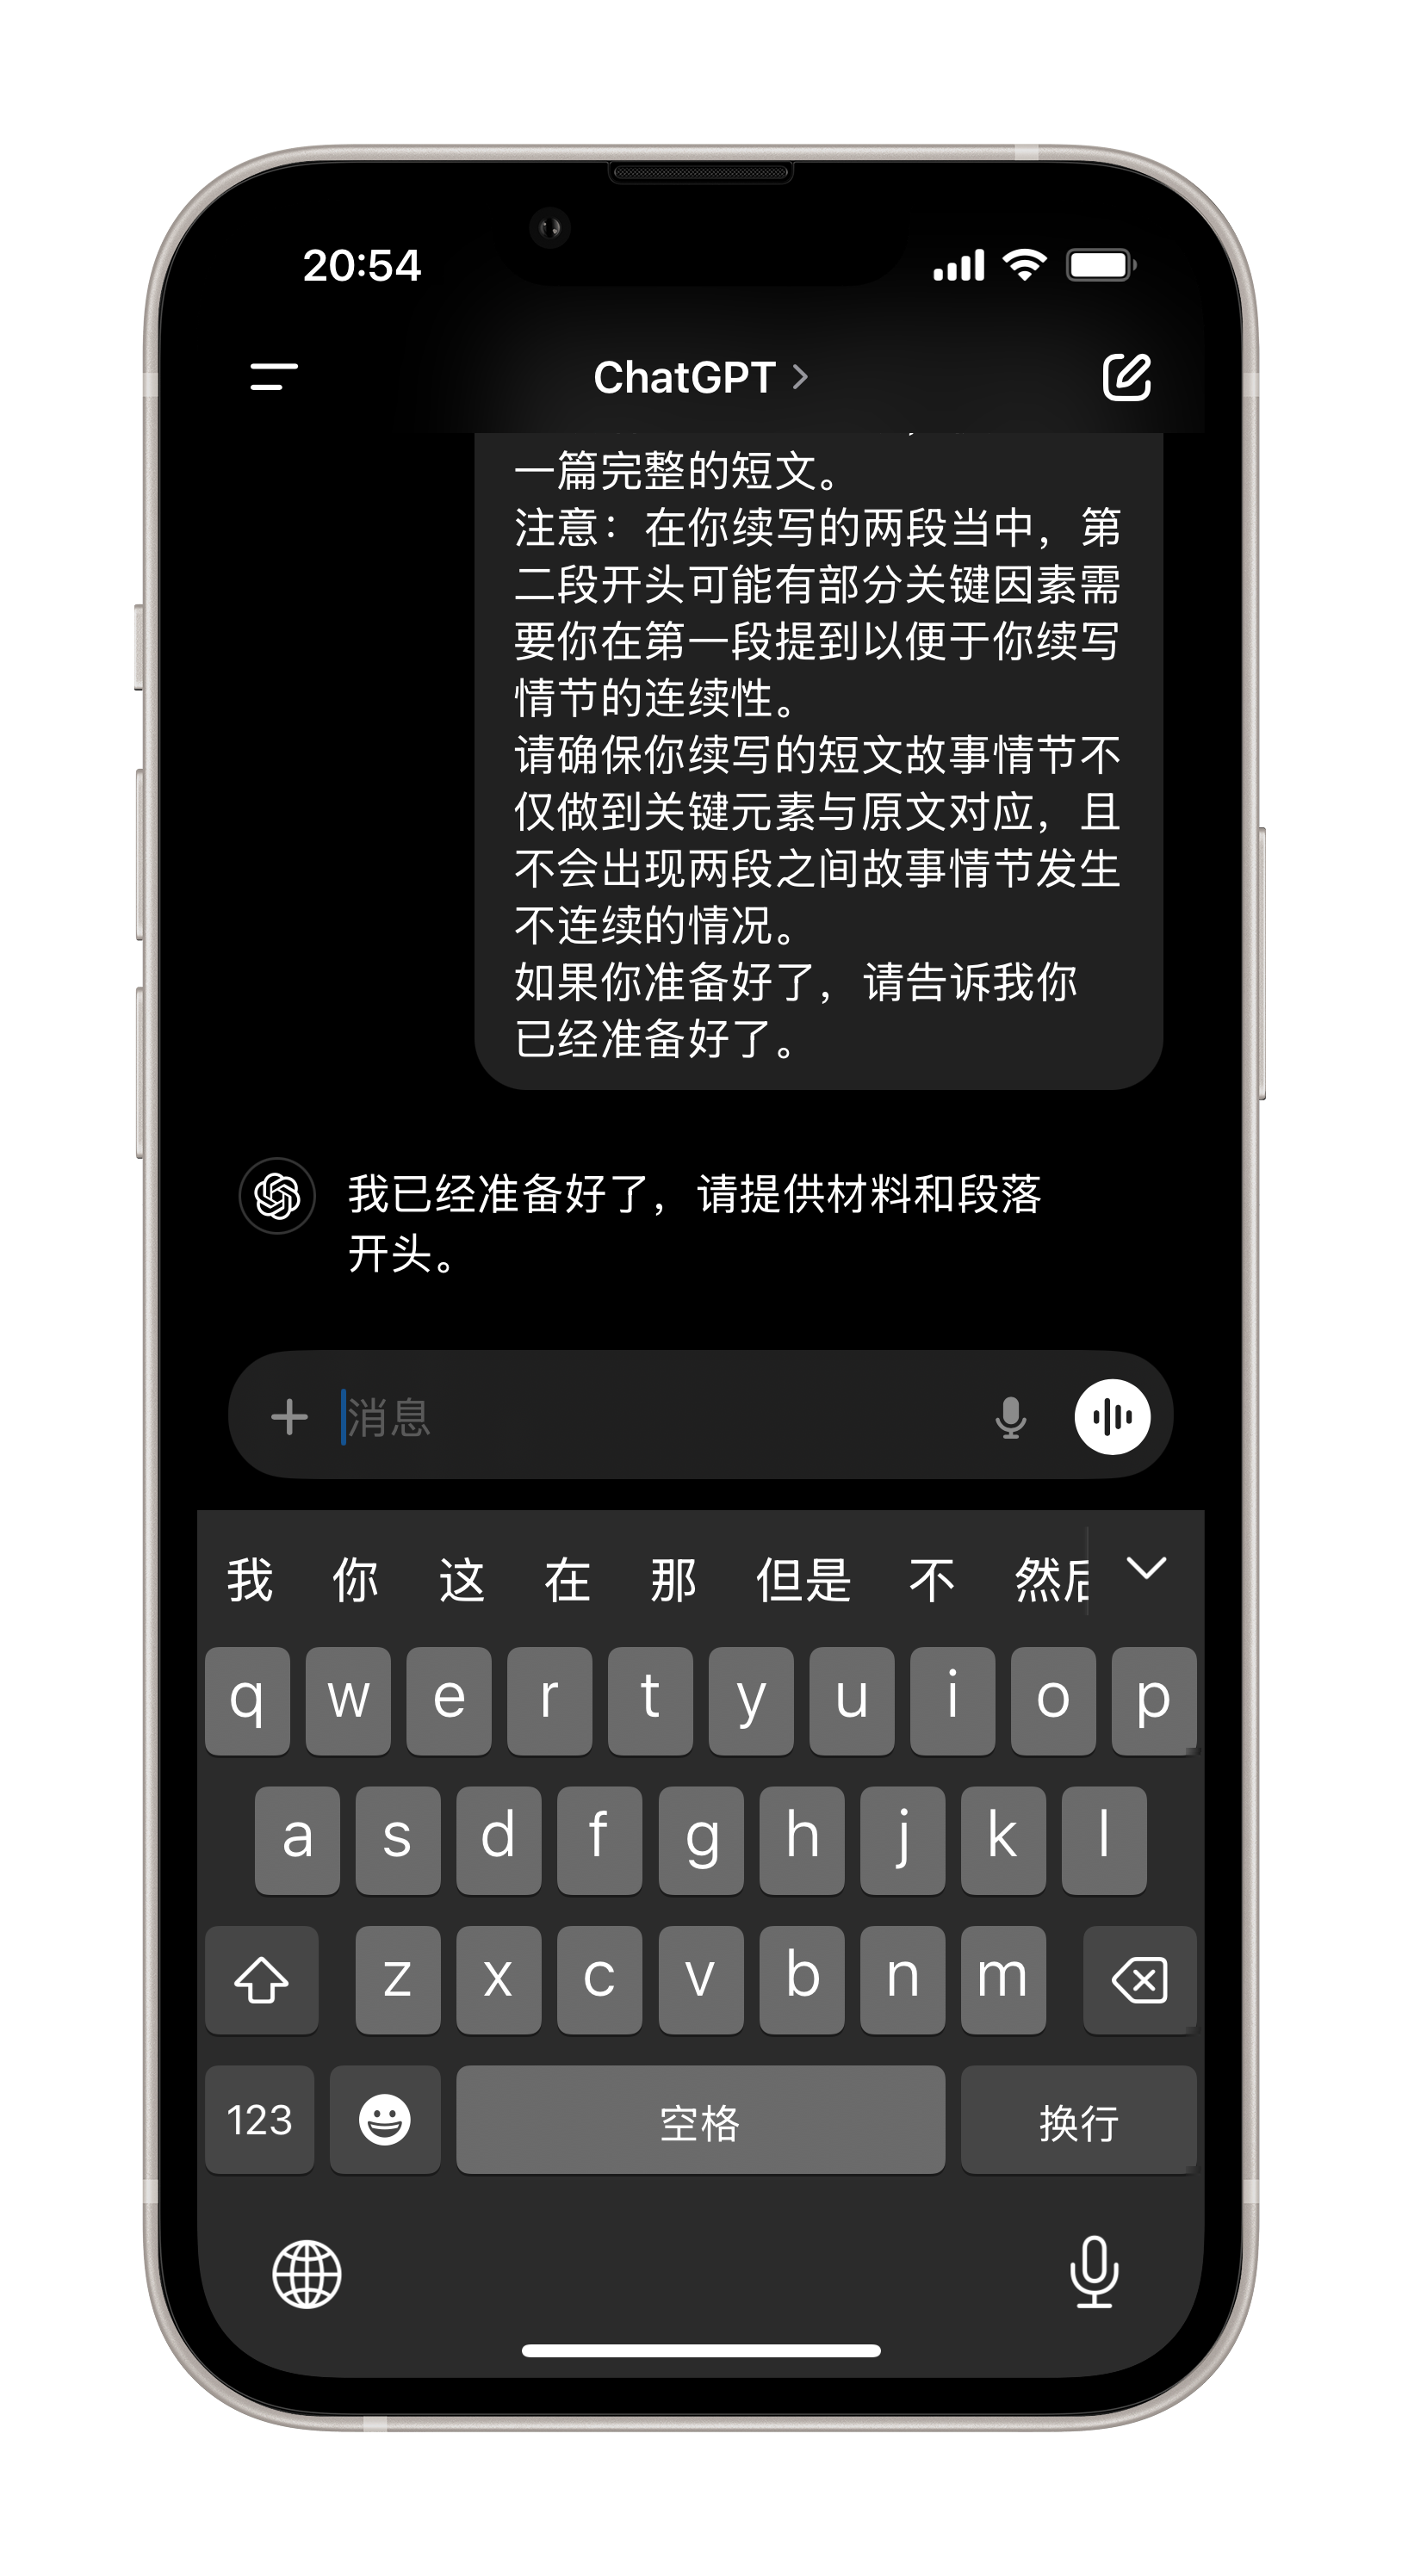 20:54
ChatGPT
一篇完整的短文。
注意：在你续写的两段当中，第
二段开头可能有部分关键因素需
要你在第一段提到以便于你续写
情节的连续性。
请确保你续写的短文故事情节不
仅做到关键元素与原文对应，且
不会出现两段之间故事情节发生
不连续的情况。
如果你准备好了，请告诉我你
已经准备好了。
我已经准备好了，请提供材料和段落
开头。
消息
我 你 这 在 那 但是 不 然后
q w e r t y u i o p
a s d f g h j k l
z x c v b n m
123 空格 换行